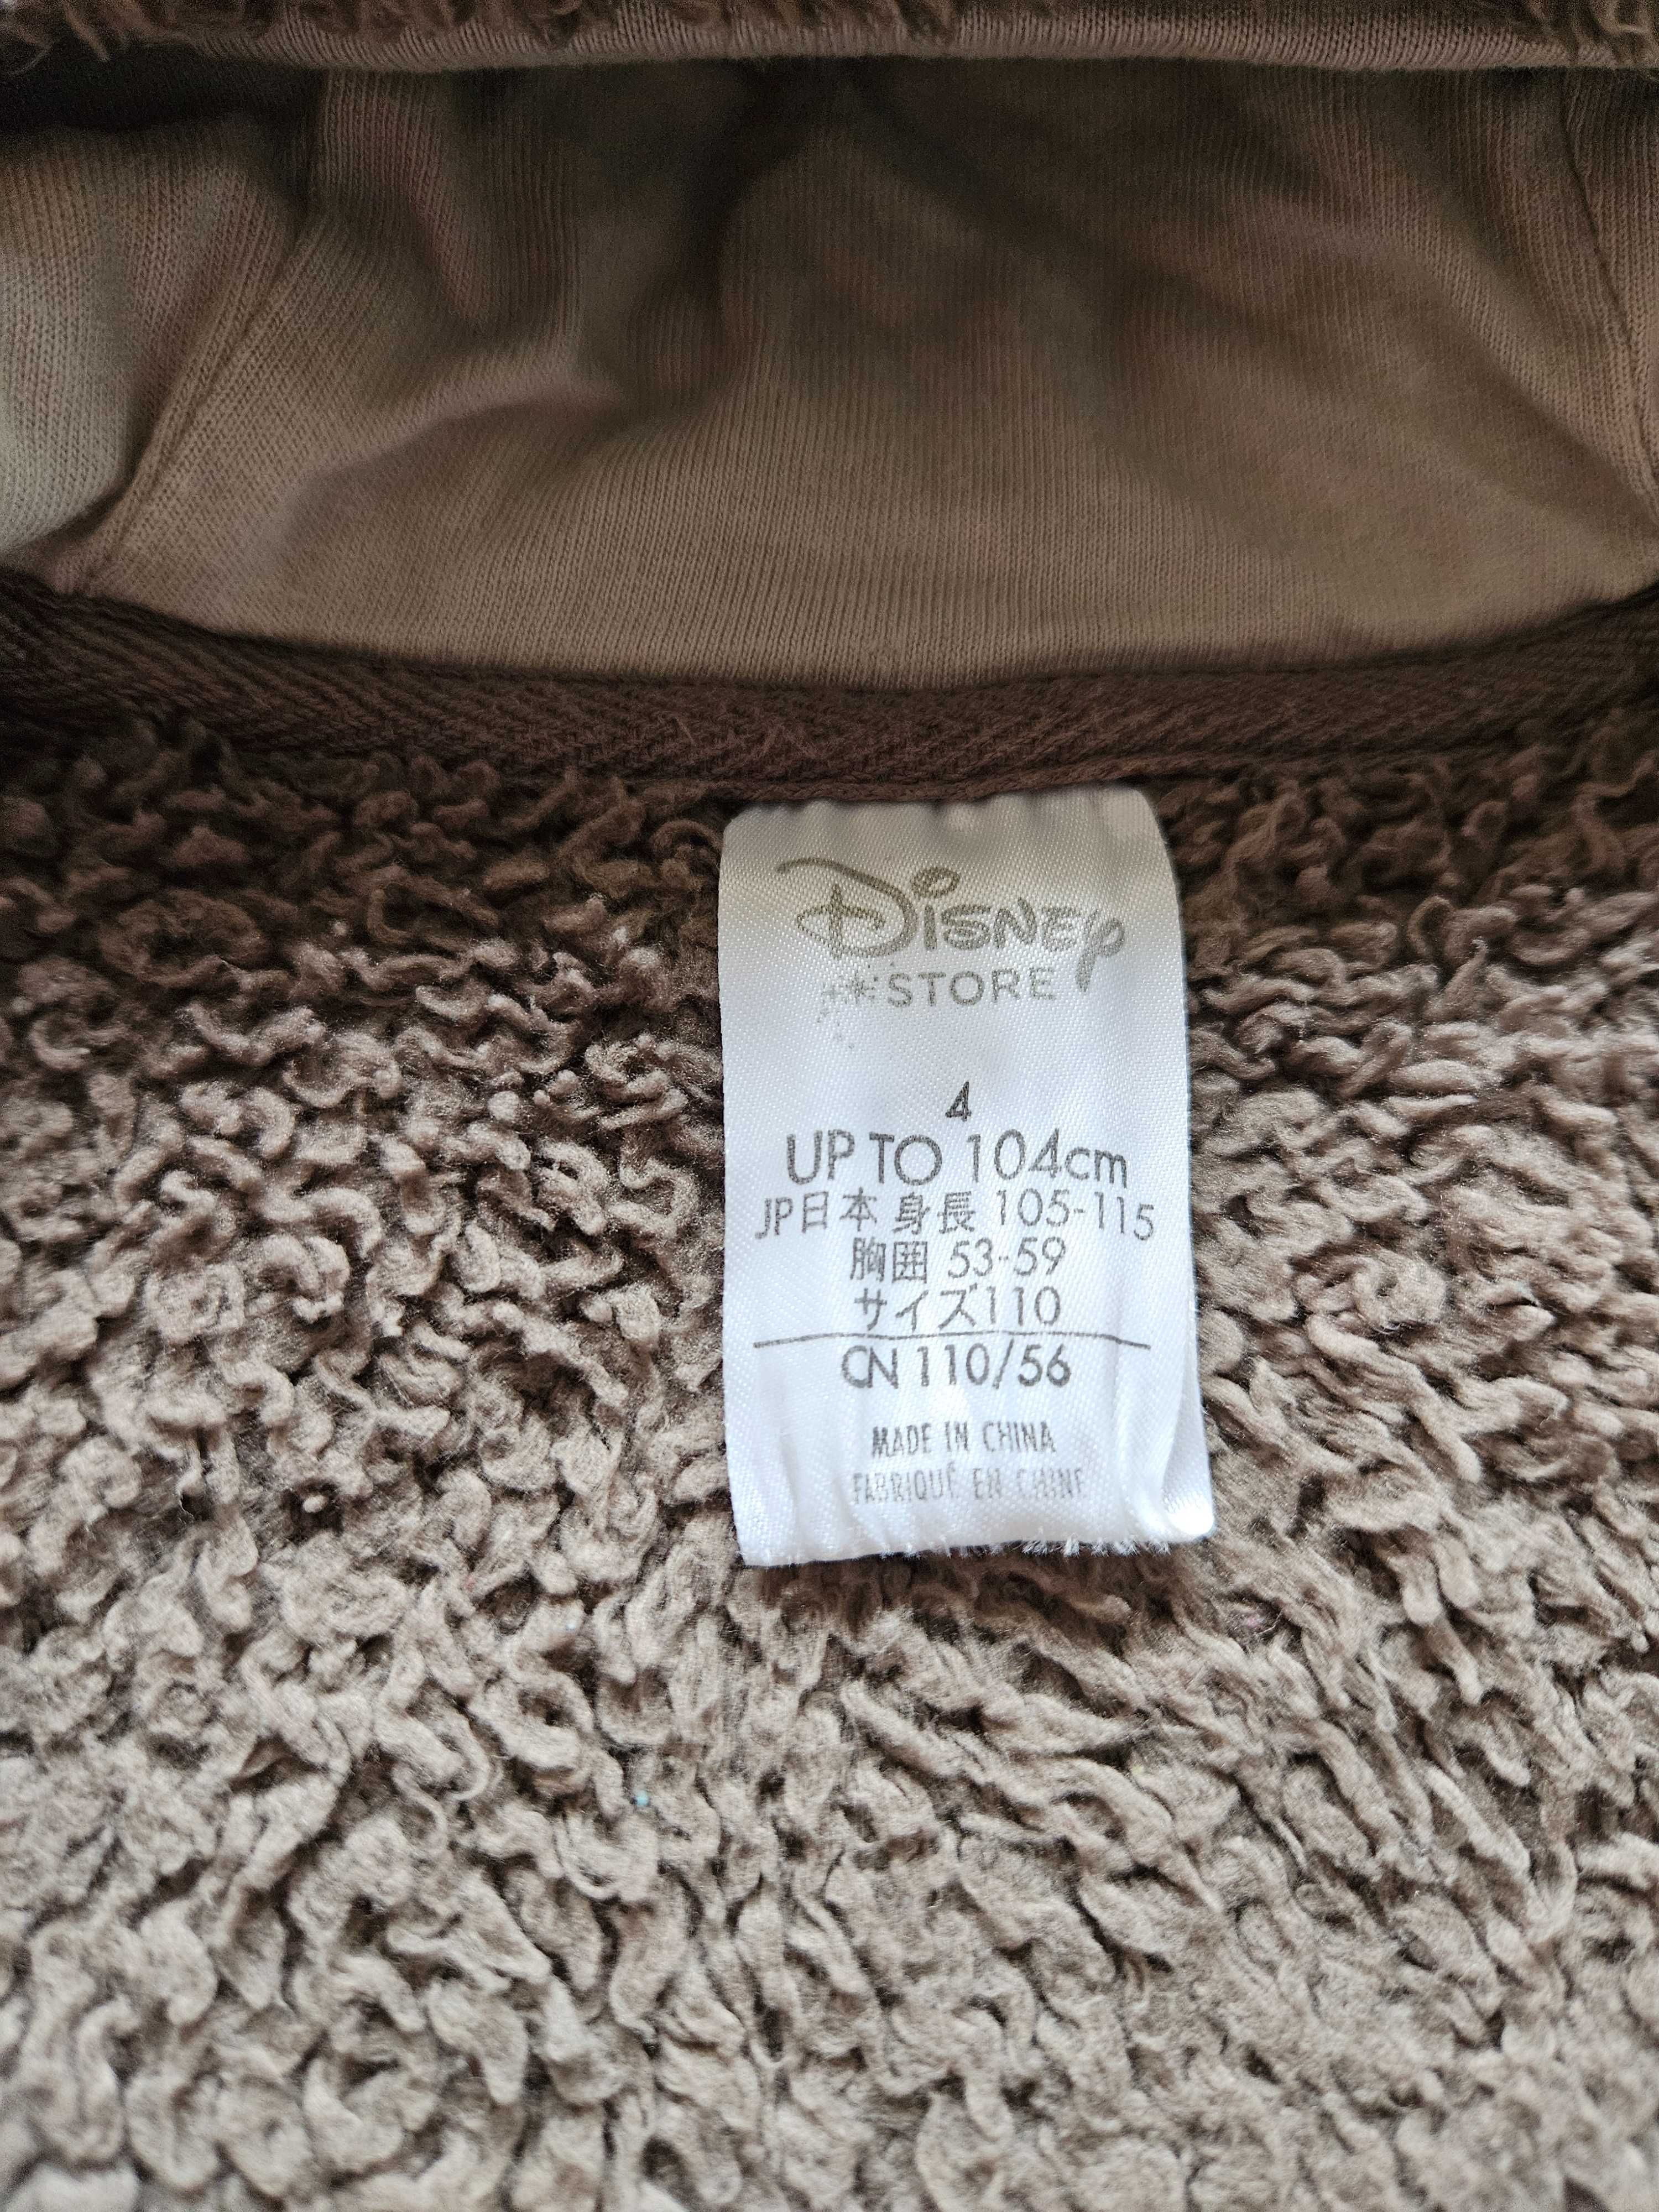 Disney
STORE
4
UP TO 104cm
JP日本 身長 105-115
胸囲 53-59
サイズ110
CN 110/56
MADE IN CHINA
FABRIQUÉ EN CHINE